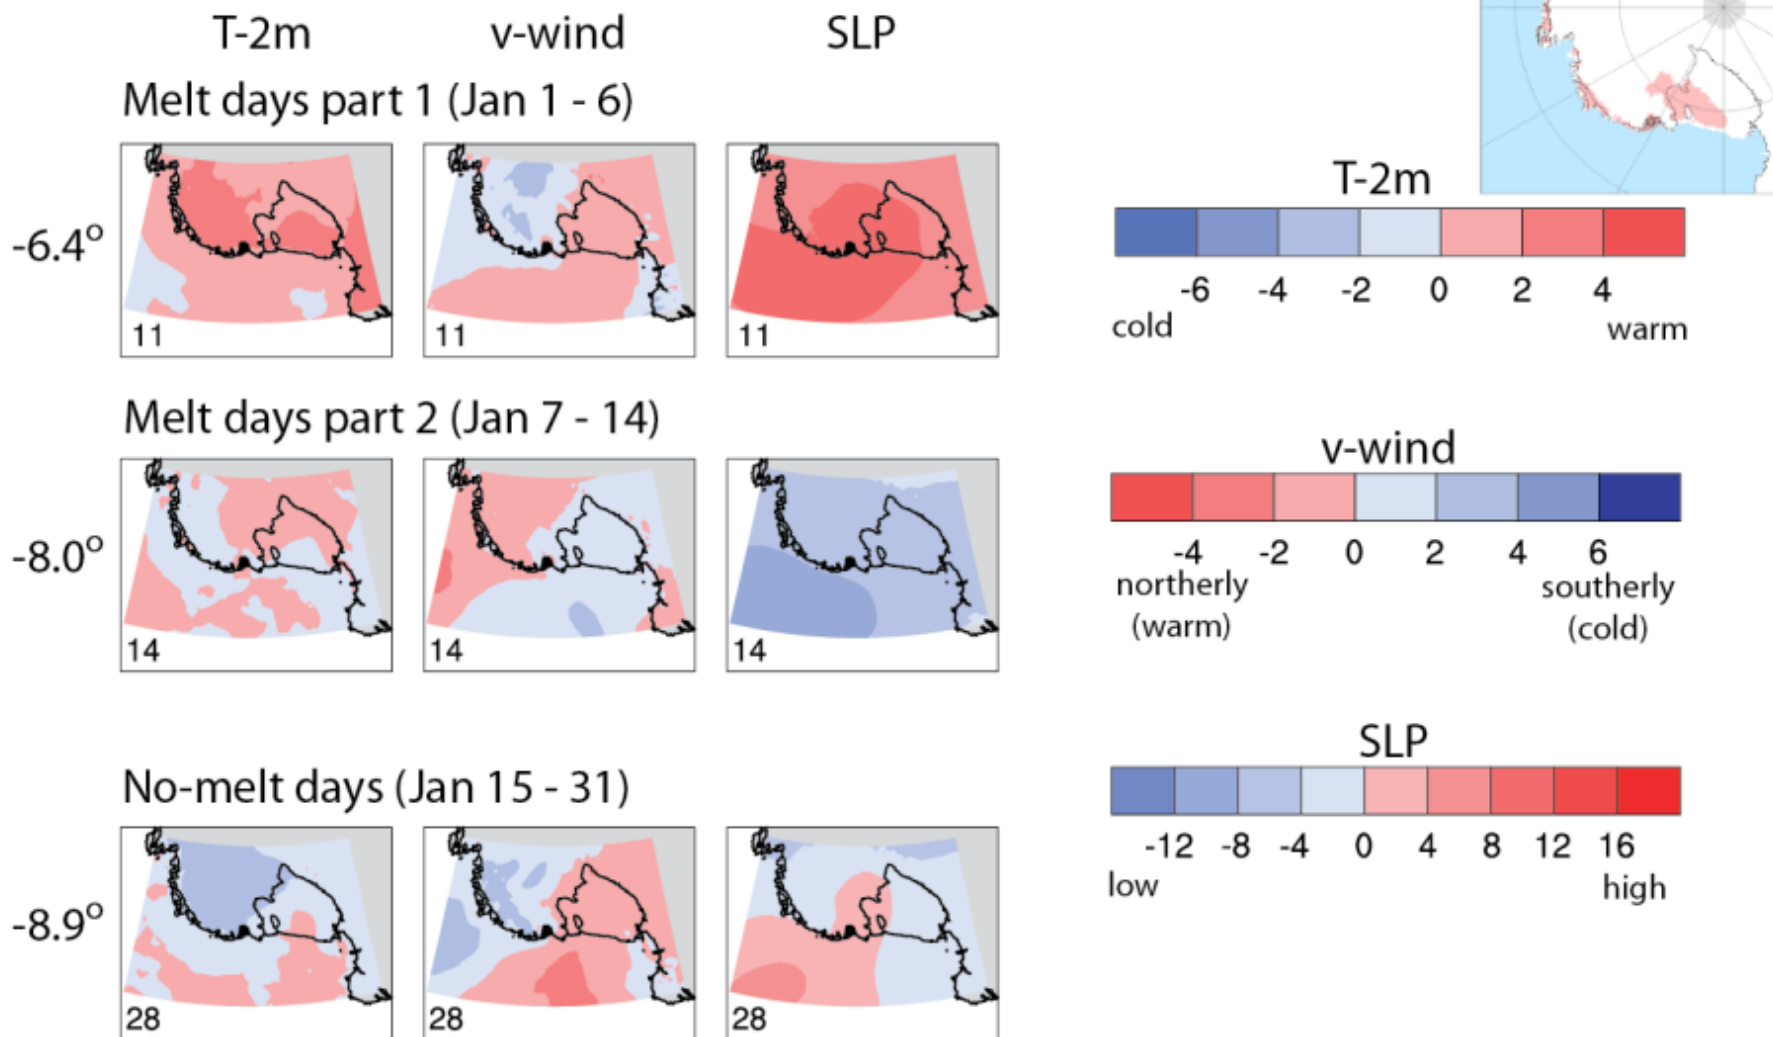 T-2m v-wind SLP
Melt days part 1 (Jan 1 - 6)
-6.4°
11 11 11
Melt days part 2 (Jan 7 - 14)
-8.0°
14 14 14
No-melt days (Jan 15 - 31)
-8.9°
28 28 28
T-2m
-6 -4 -2 0 2 4
cold warm
v-wind
-4 -2 0 2 4 6
northerly southerly
(warm) (cold)
SLP
-12 -8 -4 0 4 8 12 16
low high